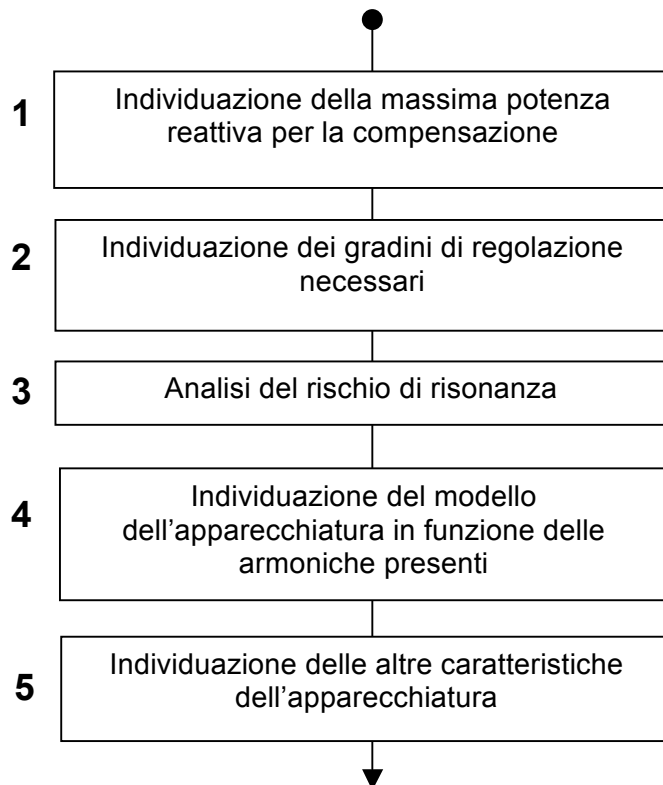 1
Individuazione della massima potenza
reattiva per la compensazione
2
Individuazione dei gradini di regolazione
necessari
3
Analisi del rischio di risonanza
4
Individuazione del modello
dell’apparecchiatura in funzione delle
armoniche presenti
5
Individuazione delle altre caratteristiche
dell’apparecchiatura